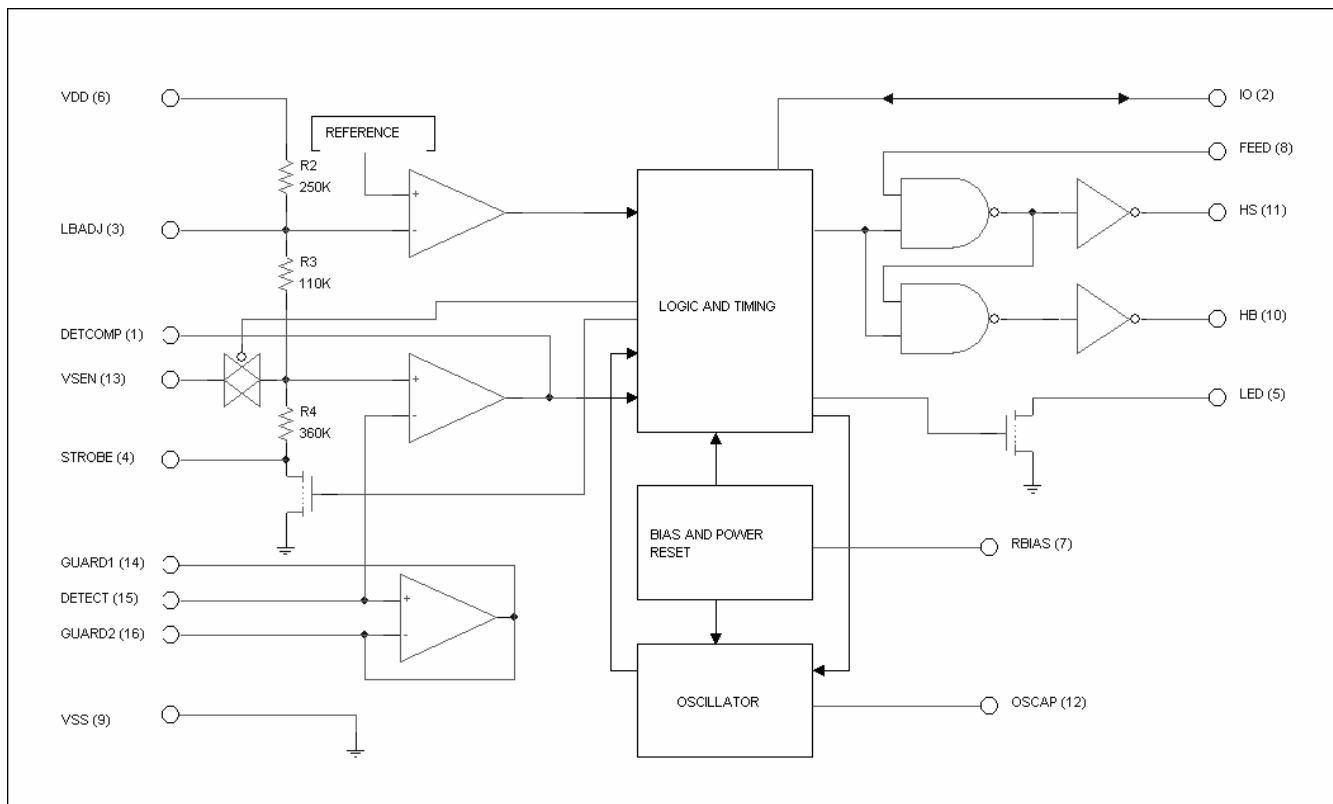 VDD (6)
REFERENCE
IO (2)
FEED (8)
R2
250K
+
LBADJ (3)
-
HS (11)
R3
110K
LOGIC AND TIMING
HB (10)
DETCOMP (1)
VSEN (13)
+
-
R4
360K
LED (5)
STROBE (4)
BIAS AND POWER
RESET
RBIAS (7)
GUARD1 (14)
DETECT (15)
+
GUARD2 (16)
-
OSCILLATOR
OSCAP (12)
VSS (9)